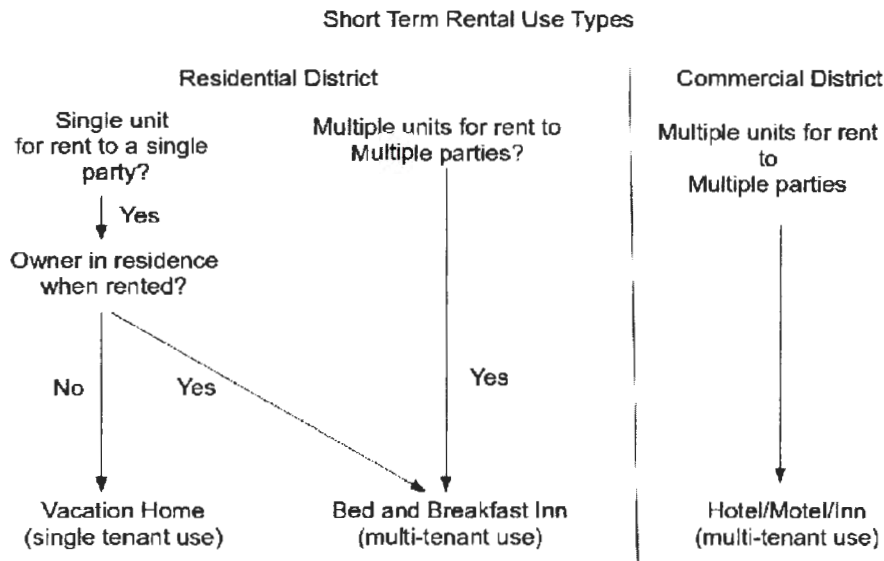 Short Term Rental Use Types
Residential District
Commercial District
Single unit
for rent to a single
party?
Multiple units for rent to
Multiple parties?
Multiple units for rent
to
Multiple parties
Yes
Owner in residence
when rented?
No
Yes
Yes
Vacation Home
(single tenant use)
Bed and Breakfast Inn
(multi-tenant use)
Hotel/Motel/Inn
(multi-tenant use)